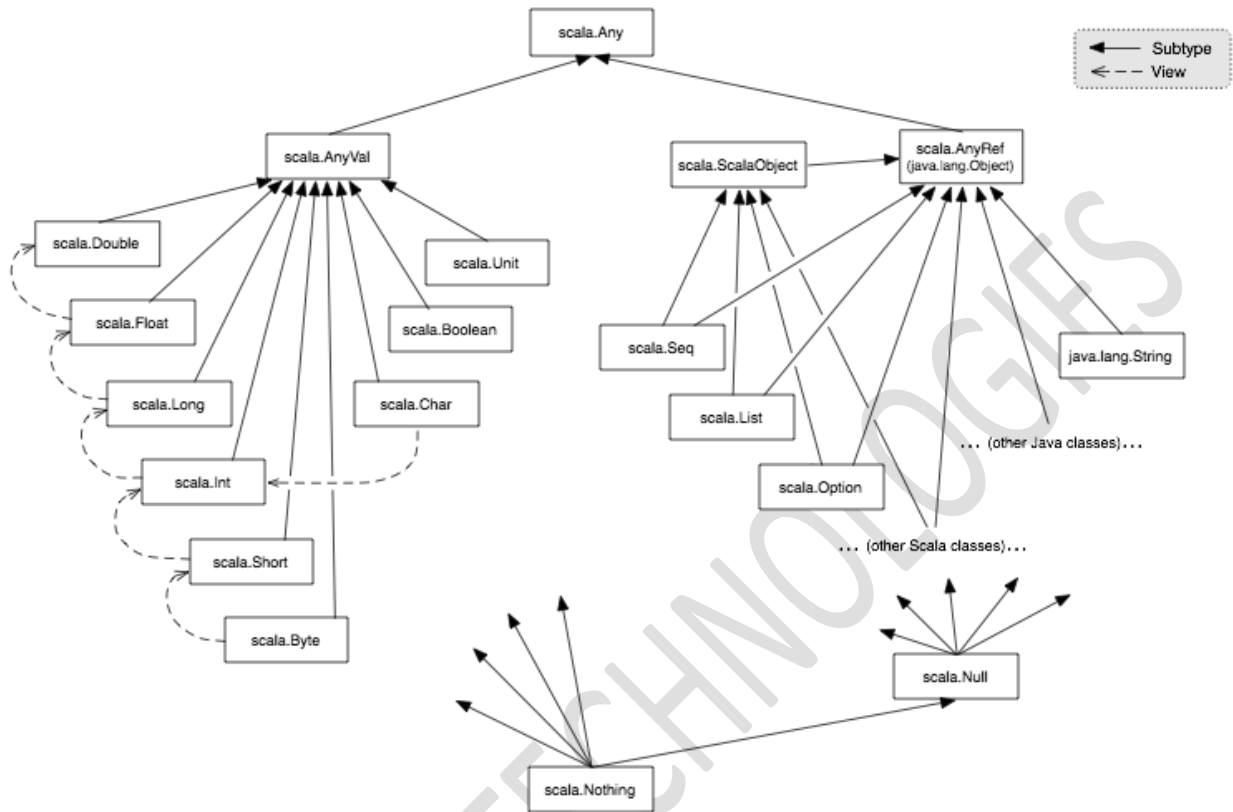 scala.Any
Subtype
View
scala.AnyVal
scala.ScalaObject
scala.AnyRef
(java.lang.Object)
scala.Double
scala.Unit
scala.Float
scala.Boolean
scala.Seq
java.lang.String
scala.Long
scala.Char
scala.List
... (other Java classes)...
scala.Int
scala.Option
scala.Short
... (other Scala classes)...
scala.Byte
scala.Null
scala.Nothing
TECHNOLOGIES